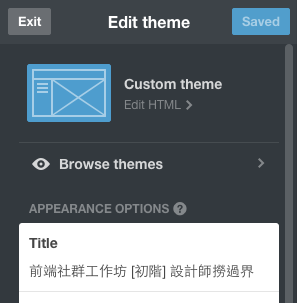 Exit
Edit theme
Saved
Custom theme
Edit HTML >
Browse themes
APPEARANCE OPTIONS ?
Title
前端社群工作坊 [初階] 設計師撈過界